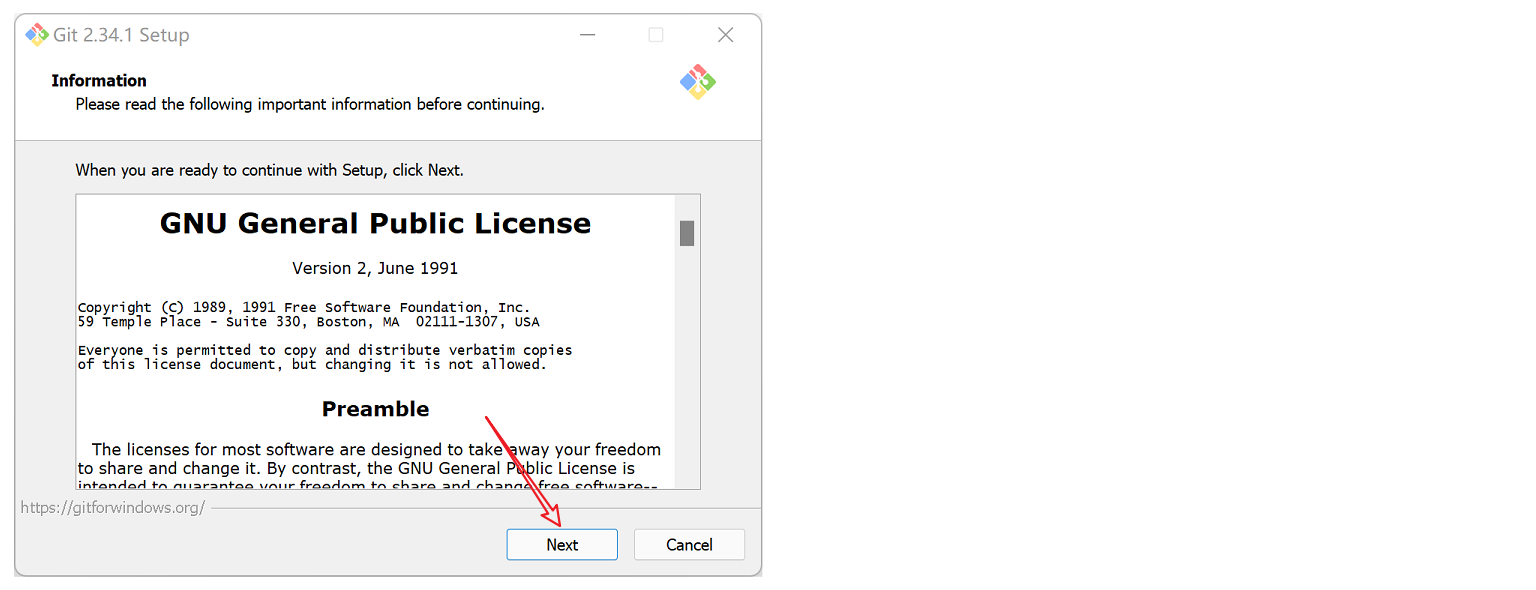 Git 2.34.1 Setup
Information
Please read the following important information before continuing.
When you are ready to continue with Setup, click Next.
GNU General Public License
Version 2, June 1991
Copyright (C) 1989, 1991 Free Software Foundation, Inc.
59 Temple Place - Suite 330, Boston, MA  02111-1307, USA
Everyone is permitted to copy and distribute verbatim copies
of this license document, but changing it is not allowed.
Preamble
The licenses for most software are designed to take away your freedom
to share and change it. By contrast, the GNU General Public License is
intended to guarantee your freedom to share and change free software--
https://gitforwindows.org/
Next
Cancel